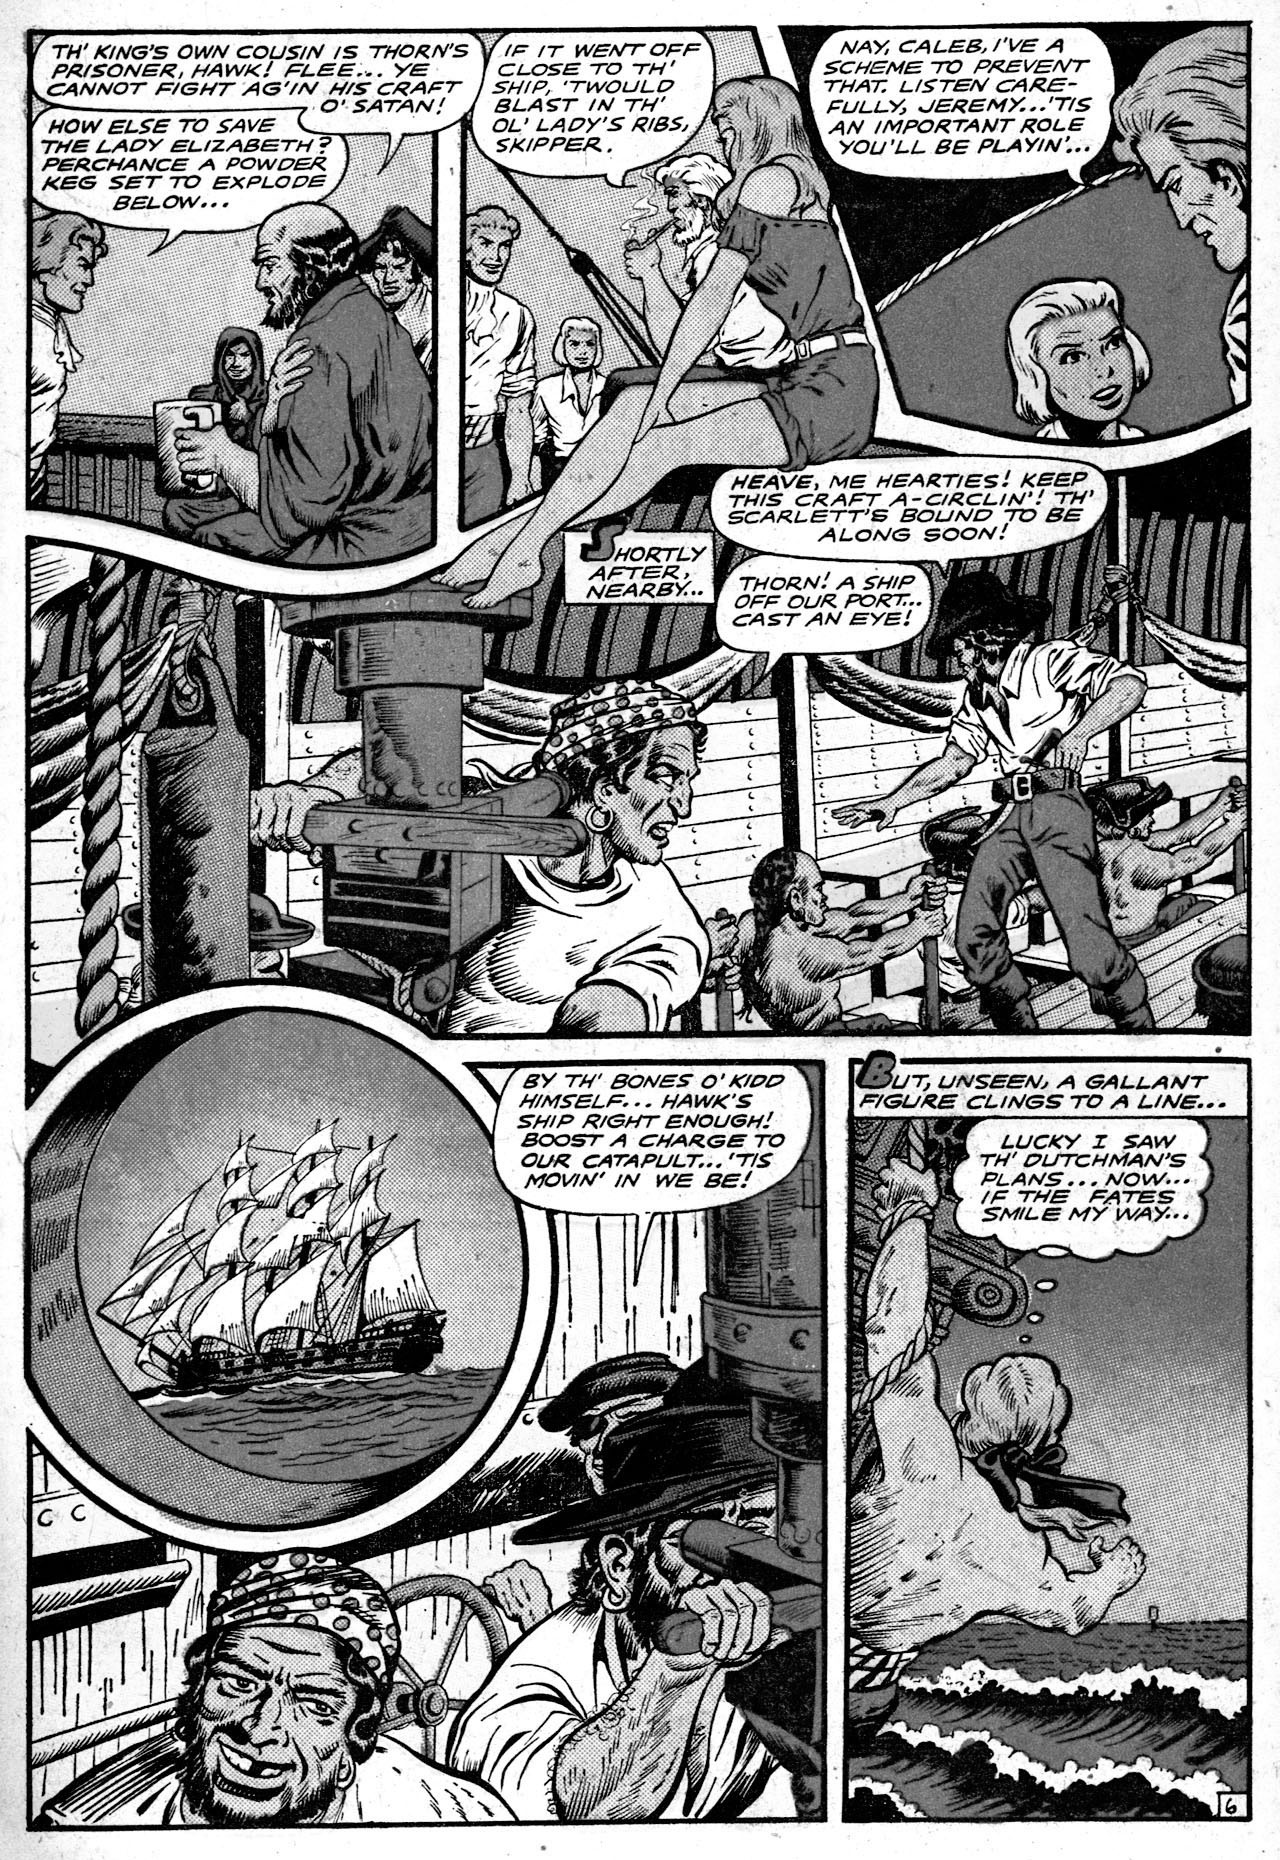 TH' KING'S OWN COUSIN IS THORN'S
PRISONER, HAWK! FLEE... YE
CANNOT FIGHT AG'IN HIS CRAFT
O' SATAN!
HOW ELSE TO SAVE
THE LADY ELIZABETH?
PERCHANCE A POWDER
KEG SET TO EXPLODE
BELOW...
IF IT WENT OFF
CLOSE TO TH'
SHIP, 'TWOULD
BLAST IN TH'
OL' LADY'S RIBS,
SKIPPER.
NAY, CALEB, I'VE A
SCHEME TO PREVENT
THAT. LISTEN CARE-
FULLY, JEREMY...'TIS
AN IMPORTANT ROLE
YOU'LL BE PLAYIN'...
HEAVE, ME HEARTIES! KEEP
THIS CRAFT A-CIRCLIN'! TH'
SCARLETT'S BOUND TO BE
ALONG SOON!
SHORTLY
AFTER,
NEARBY...
THORN! A SHIP
OFF OUR PORT...
CAST AN EYE!
BY TH' BONES O' KIDD
HIMSELF... HAWK'S
SHIP RIGHT ENOUGH!
BOOST A CHARGE TO
OUR CATAPULT... 'TIS
MOVIN' IN WE BE!
BUT, UNSEEN, A GALLANT
FIGURE CLINGS TO A LINE...
LUCKY I SAW
TH' DUTCHMAN'S
PLANS... NOW...
IF THE FATES
SMILE MY WAY...
6